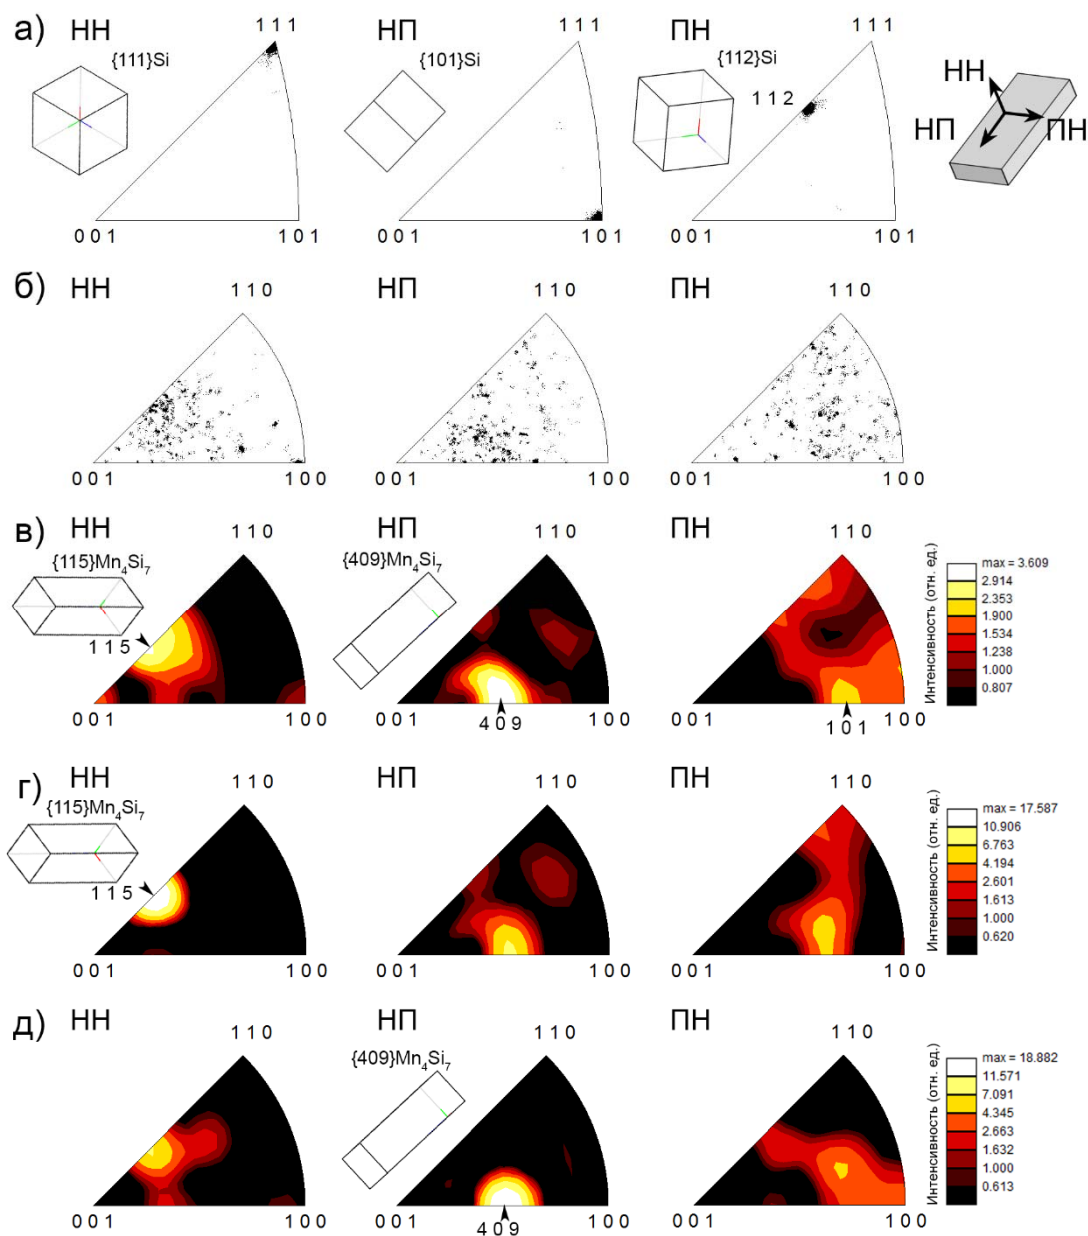 а) НН НП ПН
1 1 1 1 1 1 1 1 1
{111}Si {101}Si {112}Si
1 1 2
НН
НП ПН
0 0 1 1 0 1 0 0 1 1 0 1 0 0 1 1 0 1
б) НН НП ПН
1 1 0 1 1 0 1 1 0
0 0 1 1 0 0 0 0 1 1 0 0 0 0 1 1 0 0
в) НН НП ПН
1 1 0 1 1 0 1 1 0
{115}Mn4Si7 {409}Mn4Si7
1 1 5
Интенсивность (отн. ед.)
max = 3.609
2.914
2.353
1.900
1.534
1.238
1.000
0.807
0 0 1 1 0 0 0 0 1 4 0 9 1 0 0 0 0 1 1 0 1 1 0 0
г) НН НП ПН
1 1 0 1 1 0 1 1 0
{115}Mn4Si7
1 1 5
Интенсивность (отн. ед.)
max = 17.587
10.906
6.763
4.194
2.601
1.613
1.000
0.620
0 0 1 1 0 0 0 0 1 1 0 0 0 0 1 1 0 0
д) НН НП ПН
1 1 0 1 1 0 1 1 0
{409}Mn4Si7
Интенсивность (отн. ед.)
max = 18.882
11.571
7.091
4.345
2.663
1.632
1.000
0.613
0 0 1 1 0 0 0 0 1 4 0 9 1 0 0 0 0 1 1 0 0